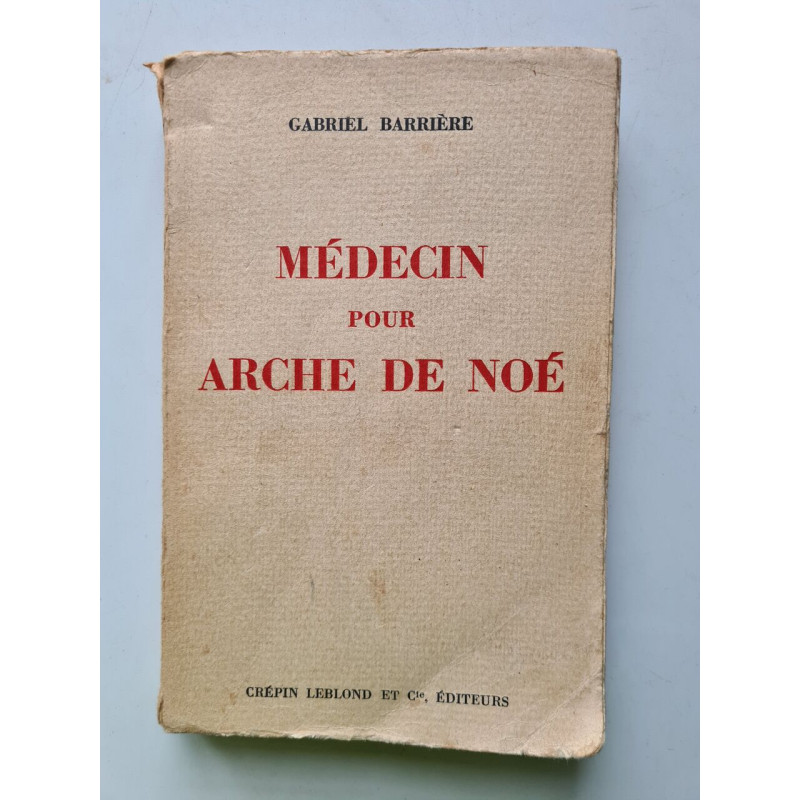 GABRIEL BARRIÈRE
MÉDECIN
POUR
ARCHE DE NOÉ
CRÉPIN LEBLOND ET Cie, ÉDITEURS